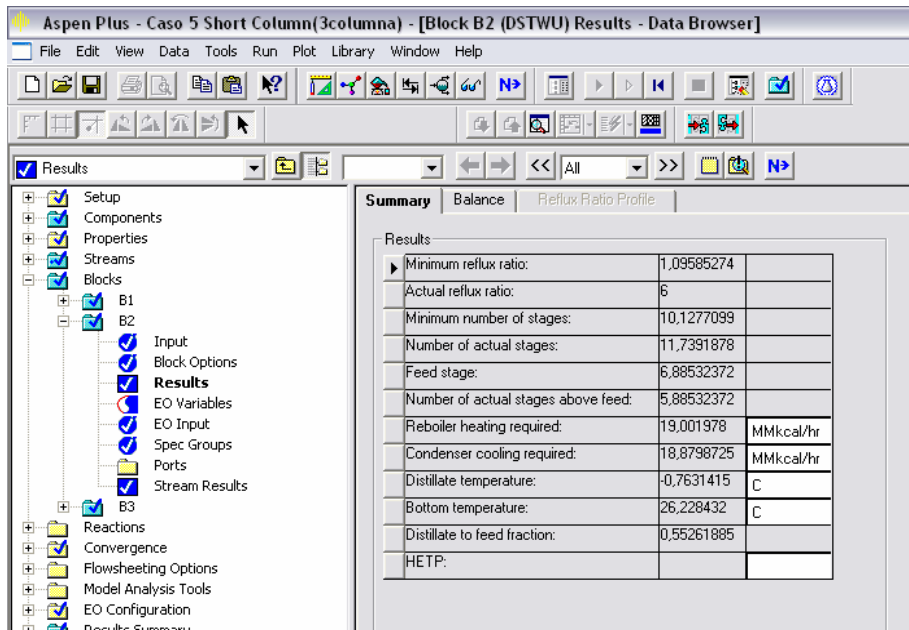 Aspen Plus - Caso 5 Short Column(3columna) - [Block B2 (DSTWU) Results - Data Browser]
File Edit View Data Tools Run Plot Library Window Help
N>
Results All N>
Setup
Components
Properties
Streams
Blocks
B1
B2
Input
Block Options
Results
EO Variables
EO Input
Spec Groups
Ports
Stream Results
B3
Reactions
Convergence
Flowsheeting Options
Model Analysis Tools
EO Configuration
Results Summary
Summary Balance Reflux Ratio Profile
Results
Minimum reflux ratio: 1,09585274
Actual reflux ratio: 6
Minimum number of stages: 10,1277099
Number of actual stages: 11,7391878
Feed stage: 6,88532372
Number of actual stages above feed: 5,88532372
Reboiler heating required: 19,001978 MMkcal/hr
Condenser cooling required: 18,8798725 MMkcal/hr
Distillate temperature: -0,7631415 C
Bottom temperature: 26,228432 C
Distillate to feed fraction: 0,55261885
HETP: